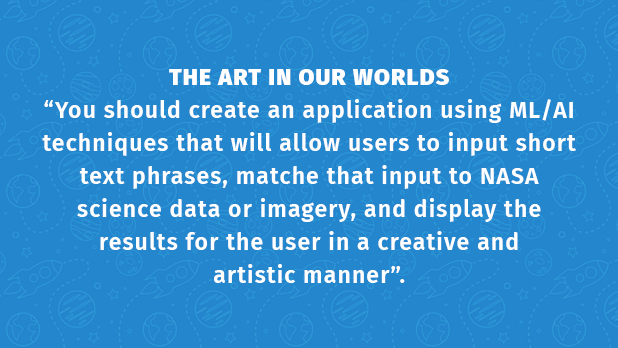 THE ART IN OUR WORLDS
“You should create an application using ML/AI
techniques that will allow users to input short
text phrases, matche that input to NASA
science data or imagery, and display the
results for the user in a creative and
artistic manner”.